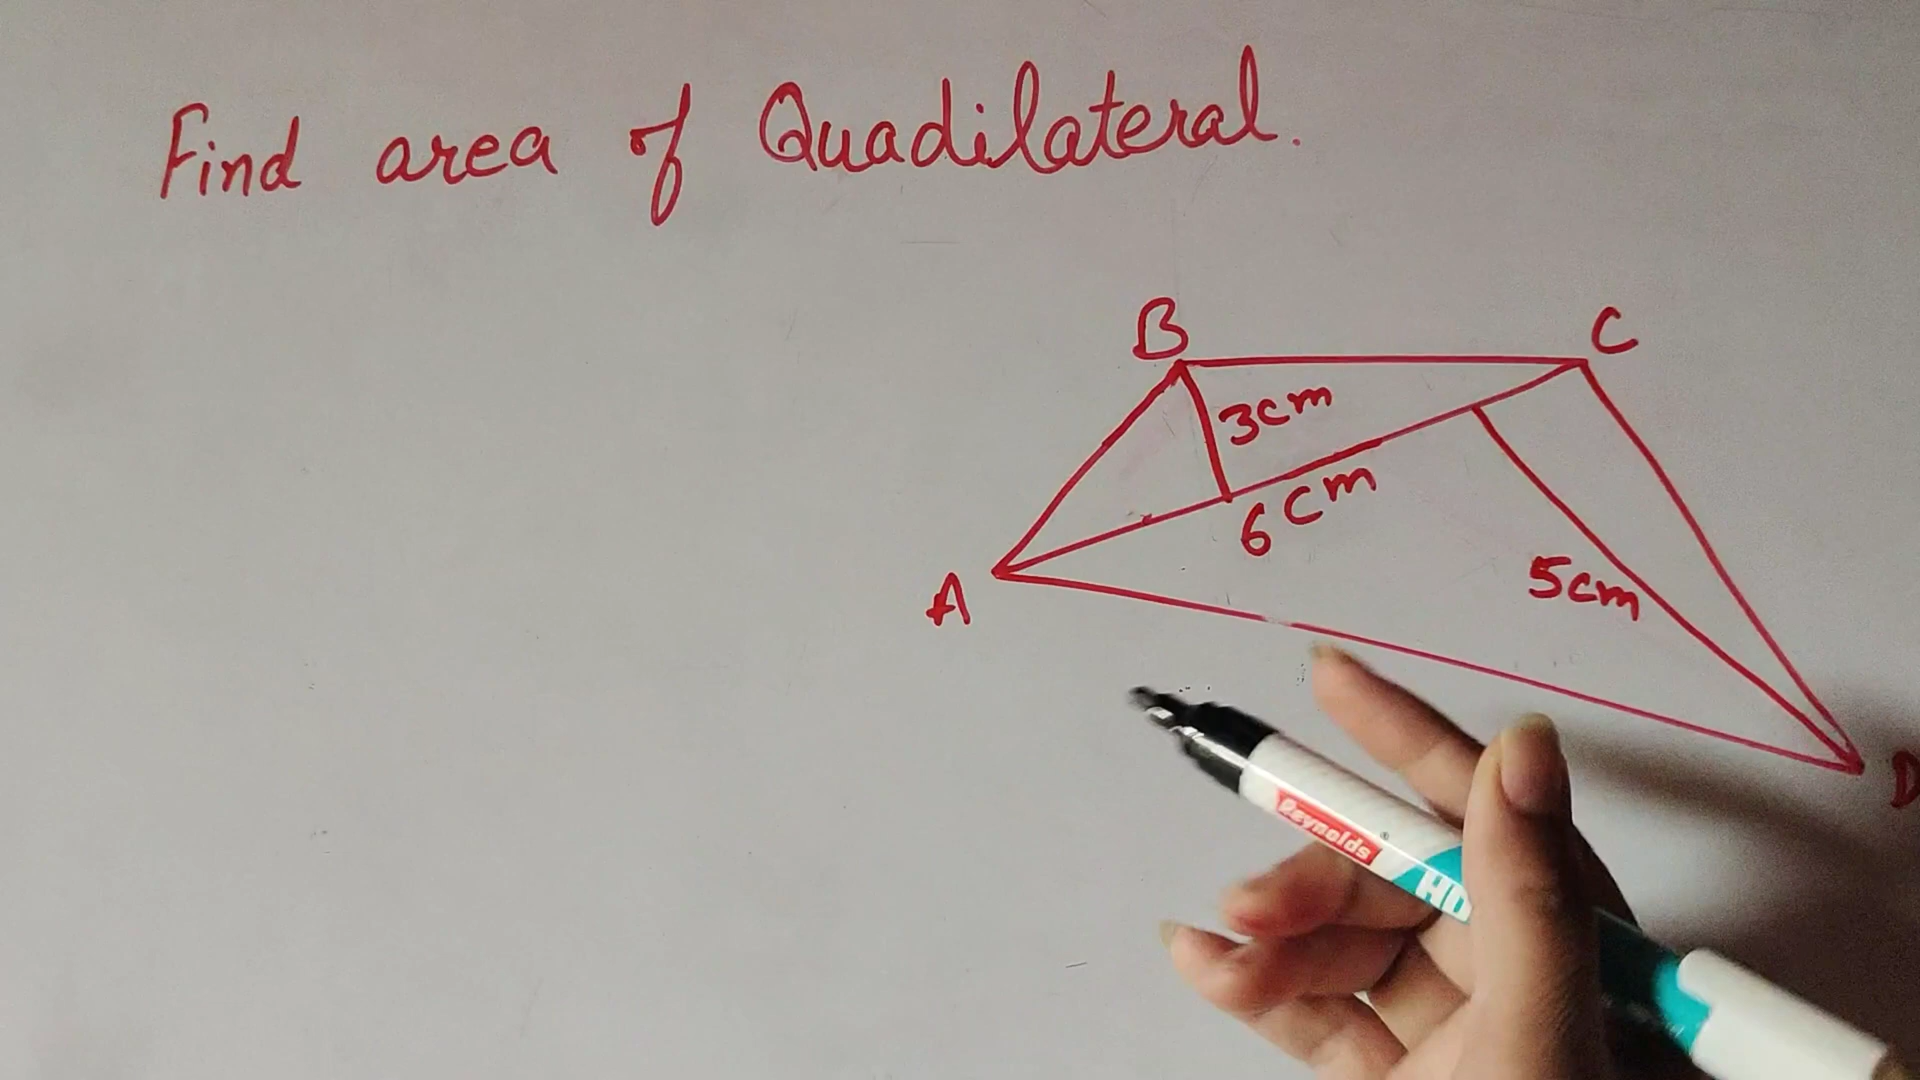 Find area of Quadilateral.
B
C
3cm
6cm
5cm
A
D
Reynolds
HD